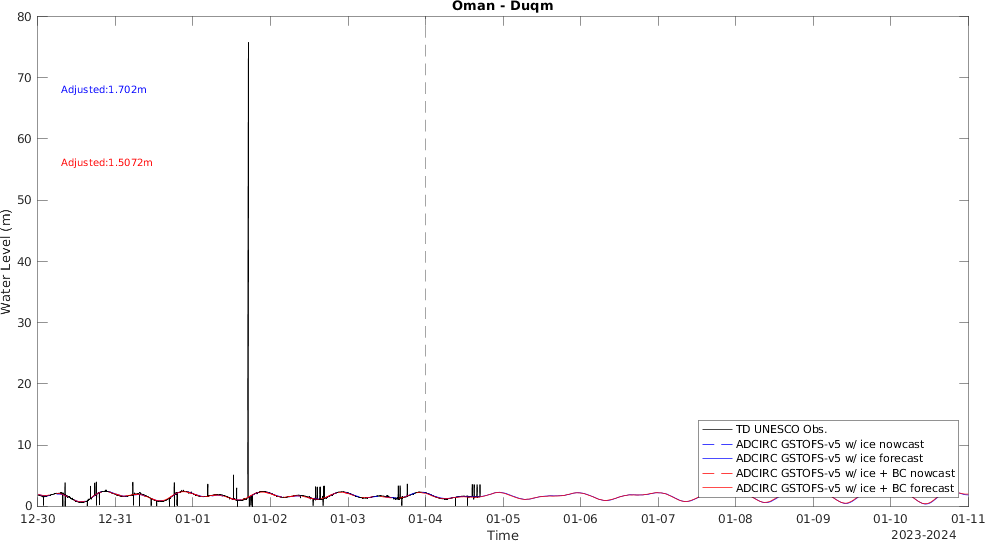 Oman - Duqm
80
70
60
50
40
30
20
10
0
Water Level (m)
Adjusted:1.702m
Adjusted:1.5072m
TD UNESCO Obs.
ADCIRC GSTOFS-v5 w/ ice nowcast
ADCIRC GSTOFS-v5 w/ ice forecast
ADCIRC GSTOFS-v5 w/ ice + BC nowcast
ADCIRC GSTOFS-v5 w/ ice + BC forecast
12-30 12-31 01-01 01-02 01-03 01-04 01-05 01-06 01-07 01-08 01-09 01-10 01-11
Time
2023-2024